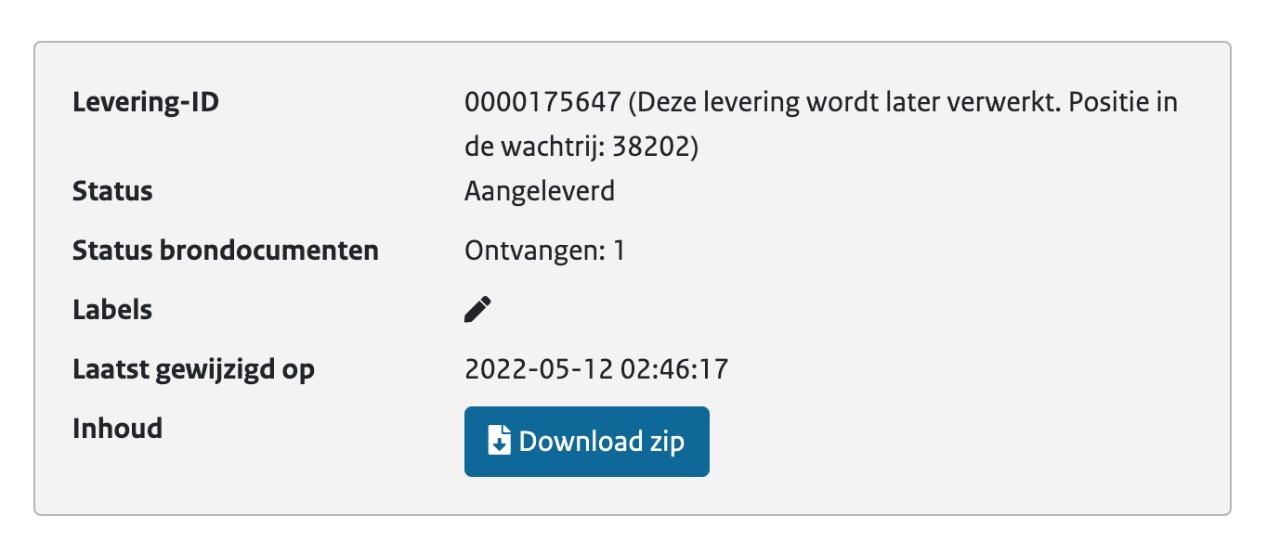 Levering-ID 0000175647 (Deze levering wordt later verwerkt. Positie in
de wachtrij: 38202)
Status Aangeleverd
Status brondocumenten Ontvangen: 1
Labels
Laatst gewijzigd op 2022-05-12 02:46:17
Inhoud Download zip